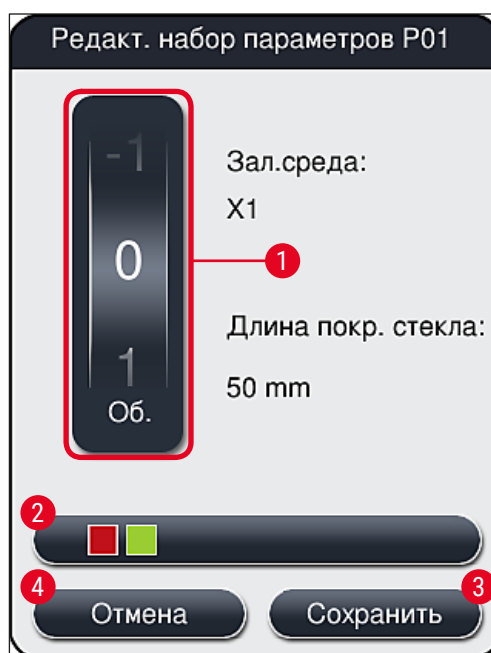 Редакт. набор параметров P01
-1
0
1
Об.
1
Зал.среда:
X1
Длина покр. стекла:
50 mm
2
4
3
Отмена
Сохранить